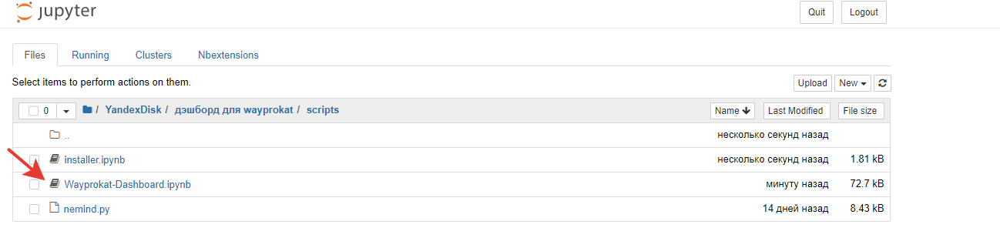 jupyter Quit Logout
Files Running Clusters Nbextensions
Select items to perform actions on them. Upload New
0 / YandexDisk / дэшборд для wayprokat / scripts Name Last Modified File size
.. несколько секунд назад
installer.ipynb несколько секунд назад 1.81 kB
Wayprokat-Dashboard.ipynb минуту назад 72.7 kB
nemind.py 14 дней назад 8.43 kB